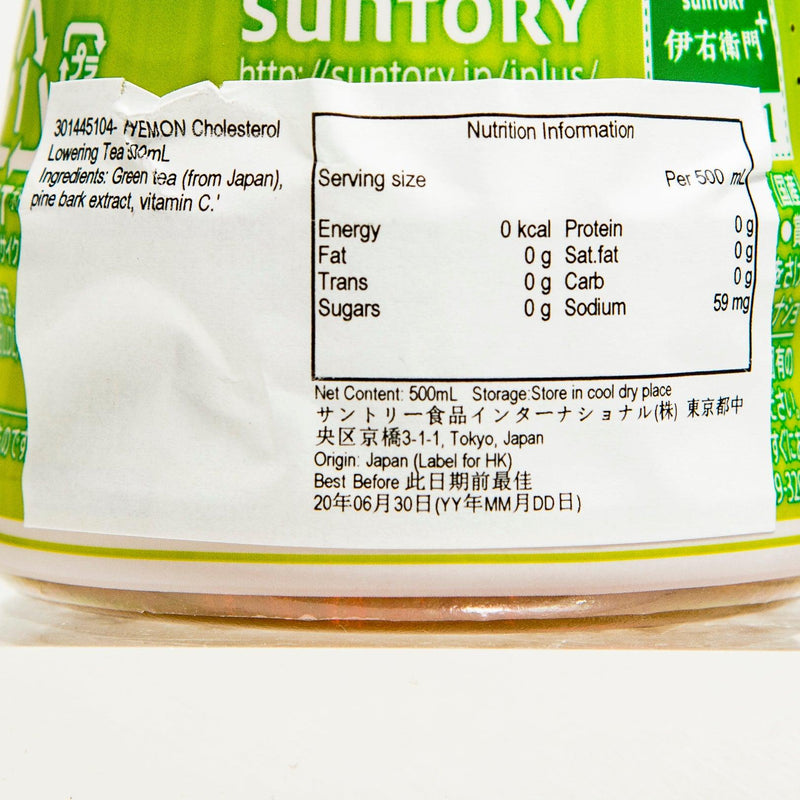 SUNTORY
http://suntory.jp/iplus/
SUNTORY
伊右衛門+
プラ
301445104- IYEMON Cholesterol
Lowering Tea 500mL
Ingredients: Green tea (from Japan),
pine bark extract, vitamin C.'
Nutrition Information
Serving size Per 500 mL
Energy 0 kcal Protein 0 g
Fat 0 g Sat.fat 0 g
Trans 0 g Carb 0 g
Sugars 0 g Sodium 59 mg
Net Content: 500mL Storage:Store in cool dry place
サントリー食品インターナショナル(株) 東京都中
央区京橋3-1-1, Tokyo, Japan
Origin: Japan (Label for HK)
Best Before 此日期前最佳
20年06月30日(YY年MM月DD日)